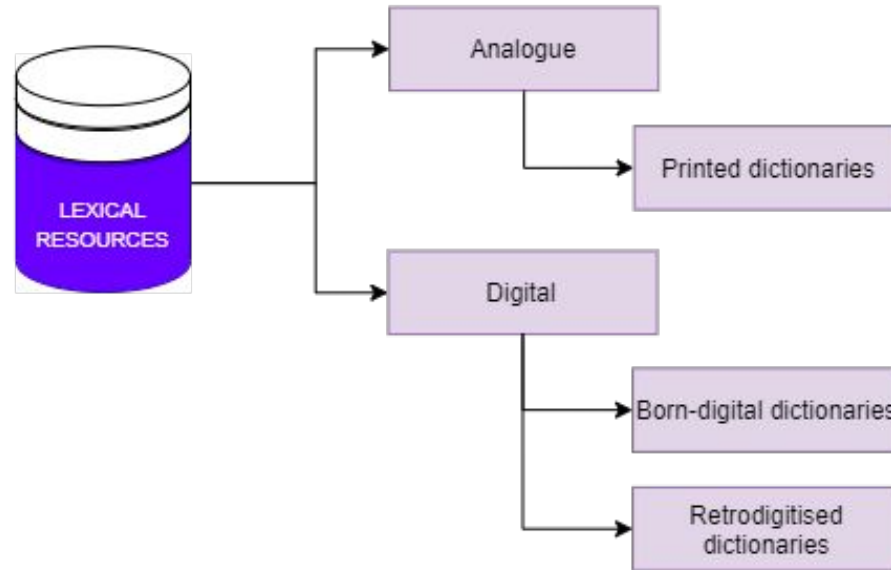 Analogue
Printed dictionaries
LEXICAL
RESOURCES
Digital
Born-digital dictionaries
Retrodigitised
dictionaries